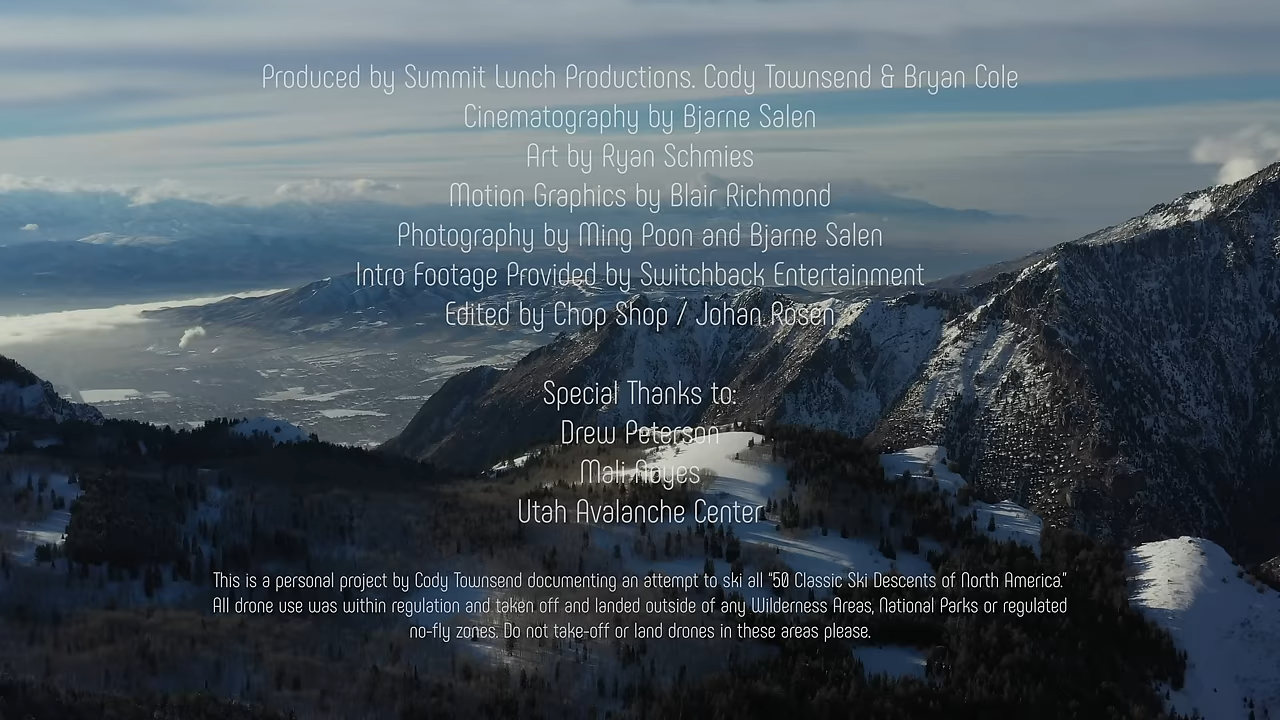 Produced by Summit Lunch Productions. Cody Townsend & Bryan Cole
Cinematography by Bjarne Salen
Art by Ryan Schmies
Motion Graphics by Blair Richmond
Photography by Ming Poon and Bjarne Salen
Intro Footage Provided by Switchback Entertainment
Edited by Chop Shop / Johan Rosen
Special Thanks to:
Drew Peterson
Mali Noyes
Utah Avalanche Center
This is a personal project by Cody Townsend documenting an attempt to ski all "50 Classic Ski Descents of North America."
All drone use was within regulation and taken off and landed outside of any Wilderness Areas, National Parks or regulated
no-fly zones. Do not take-off or land drones in these areas please.